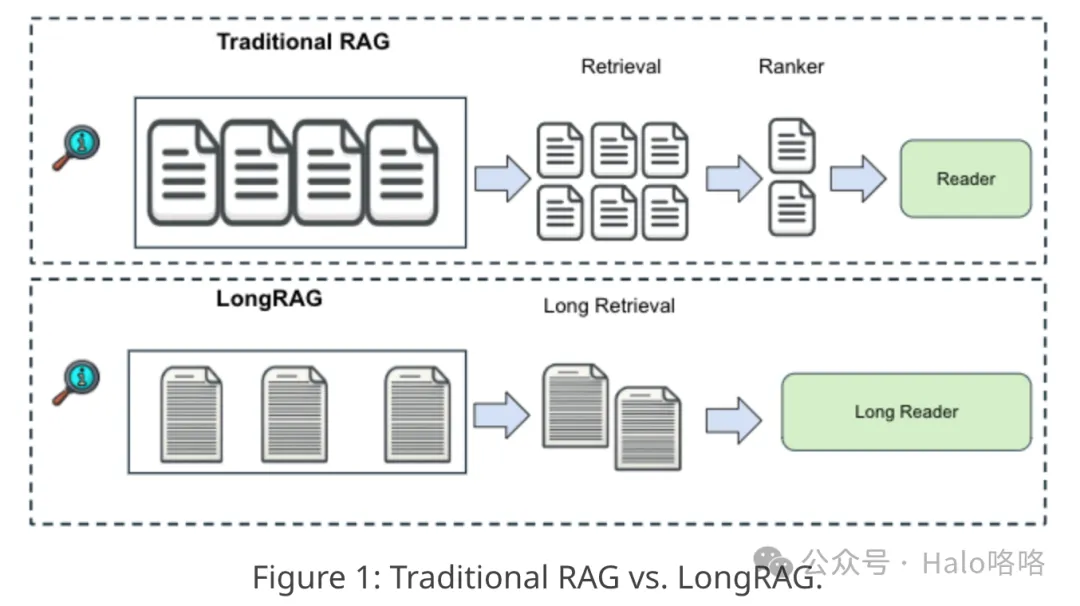 Traditional RAG
Retrieval
Ranker
Reader
LongRAG
Long Retrieval
Long Reader
Figure 1: Traditional RAG vs. LongRAG.
公众号 · Halo咯咯